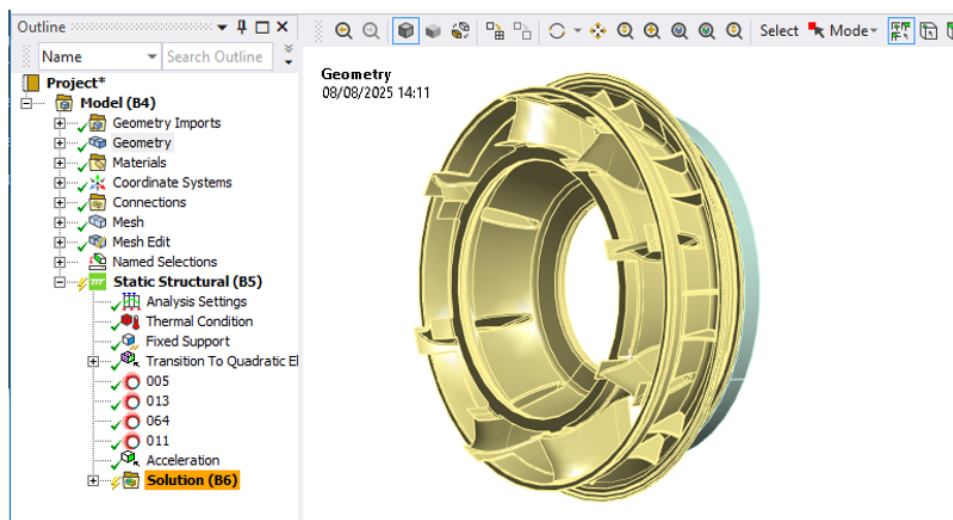 Outline
Name
Search Outline
Select
Mode
Project*
Model (B4)
Geometry Imports
Geometry
Materials
Coordinate Systems
Connections
Mesh
Mesh Edit
Named Selections
Static Structural (B5)
Analysis Settings
Thermal Condition
Fixed Support
Transition To Quadratic El
005
013
064
011
Acceleration
Solution (B6)
Geometry
08/08/2025 14:11